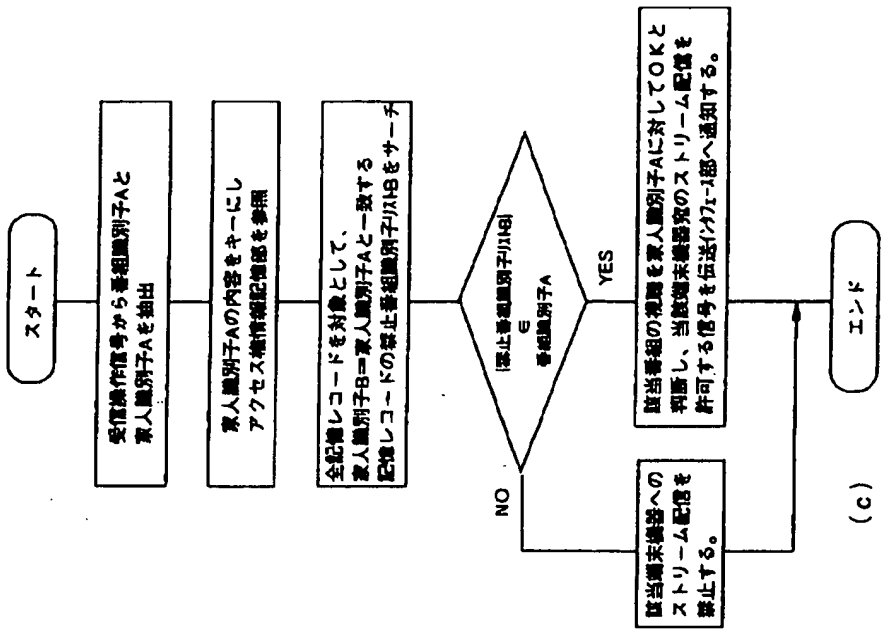 スタート
受信操作信号から番組識別子Aと
家人識別子Aを抽出
家人識別子Aの内容をキーにし
アクセス権情報記憶部を参照
全記憶レコードを対象として、
家人識別子B=家人識別子Aと一致する
記憶レコードの禁止番組識別子リストBをサーチ
{禁止番組識別子リストB}
∈
番組識別子A
YES
NO
該当番組の視聴を家人識別子Aに対してOKと
判断し、当該端末機器宛のストリーム配信を
許可する信号を伝送インタフェース部へ通知する。
該当端末機器への
ストリーム配信を
禁止する。
エンド
(c)